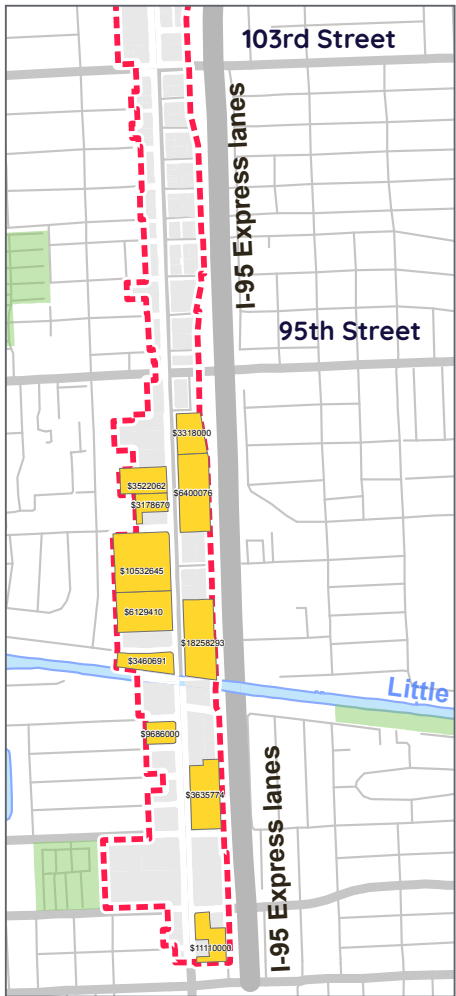 103rd Street
I-95 Express lanes
95th Street
$3318000
$3522062
$6400076
$3178670
$10532645
$6129410
$18258293
$3460691
Little
$9686000
$3635774
I-95 Express lanes
$11110000